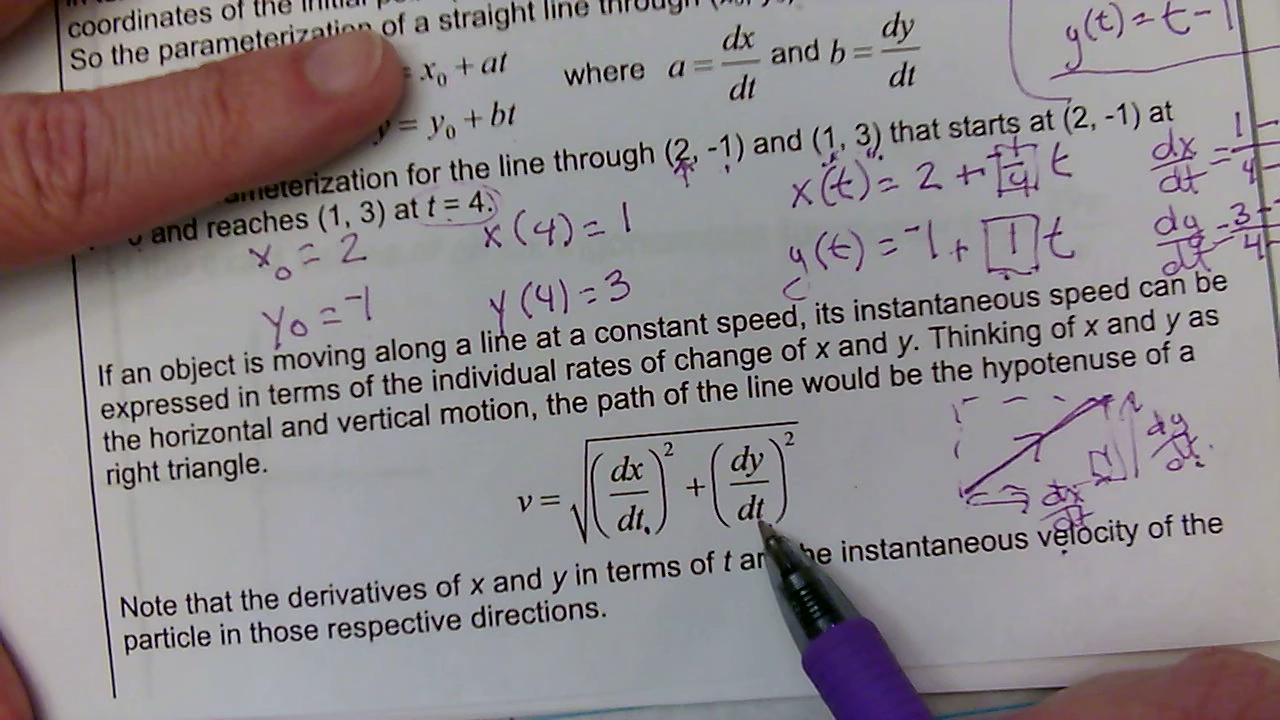 coordinates of the initial
So the parameterization of a straight line through
= x₀ + at where a = dx/dt and b = dy/dt
y = y₀ + bt
y(t) = t - 1
ameterization for the line through (2, -1) and (1, 3) that starts at (2, -1) at
and reaches (1, 3) at t = 4.
x(t) = 2 + t
dx/dt =
x₀ = 2 x(4) = 1
y(t) = -1 + 1 t
dy/dt =
y₀ = -1 y(4) = 3
If an object is moving along a line at a constant speed, its instantaneous speed can be
expressed in terms of the individual rates of change of x and y. Thinking of x and y as
the horizontal and vertical motion, the path of the line would be the hypotenuse of a
right triangle.
v = √((dx/dt)² + (dy/dt)²)
dy/dt
dx/dt
Note that the derivatives of x and y in terms of t the instantaneous velocity of the
particle in those respective directions.